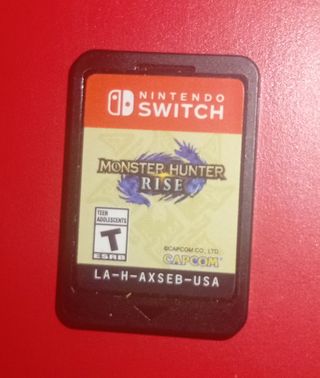 NINTENDO
SWITCH
MONSTER HUNTER
RISE
TEEN
ADOLESCENTS
T
ESRB
©CAPCOM CO., LTD.
CAPCOM
LA-H-AXSEB-USA